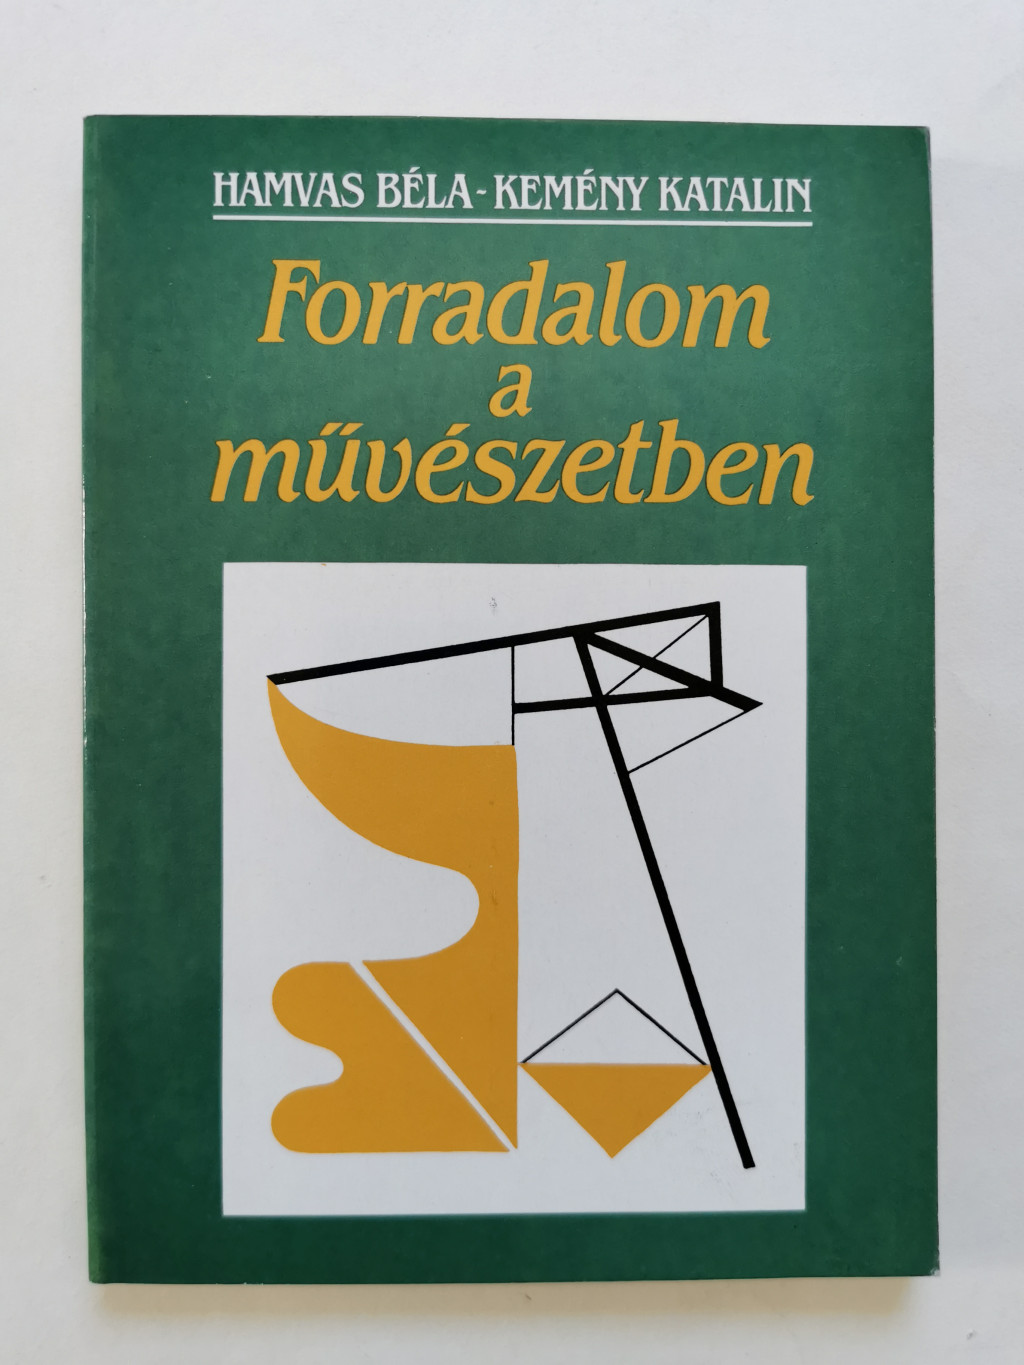 HAMVAS BÉLA - KEMÉNY KATALIN
Forradalom
a
művészetben